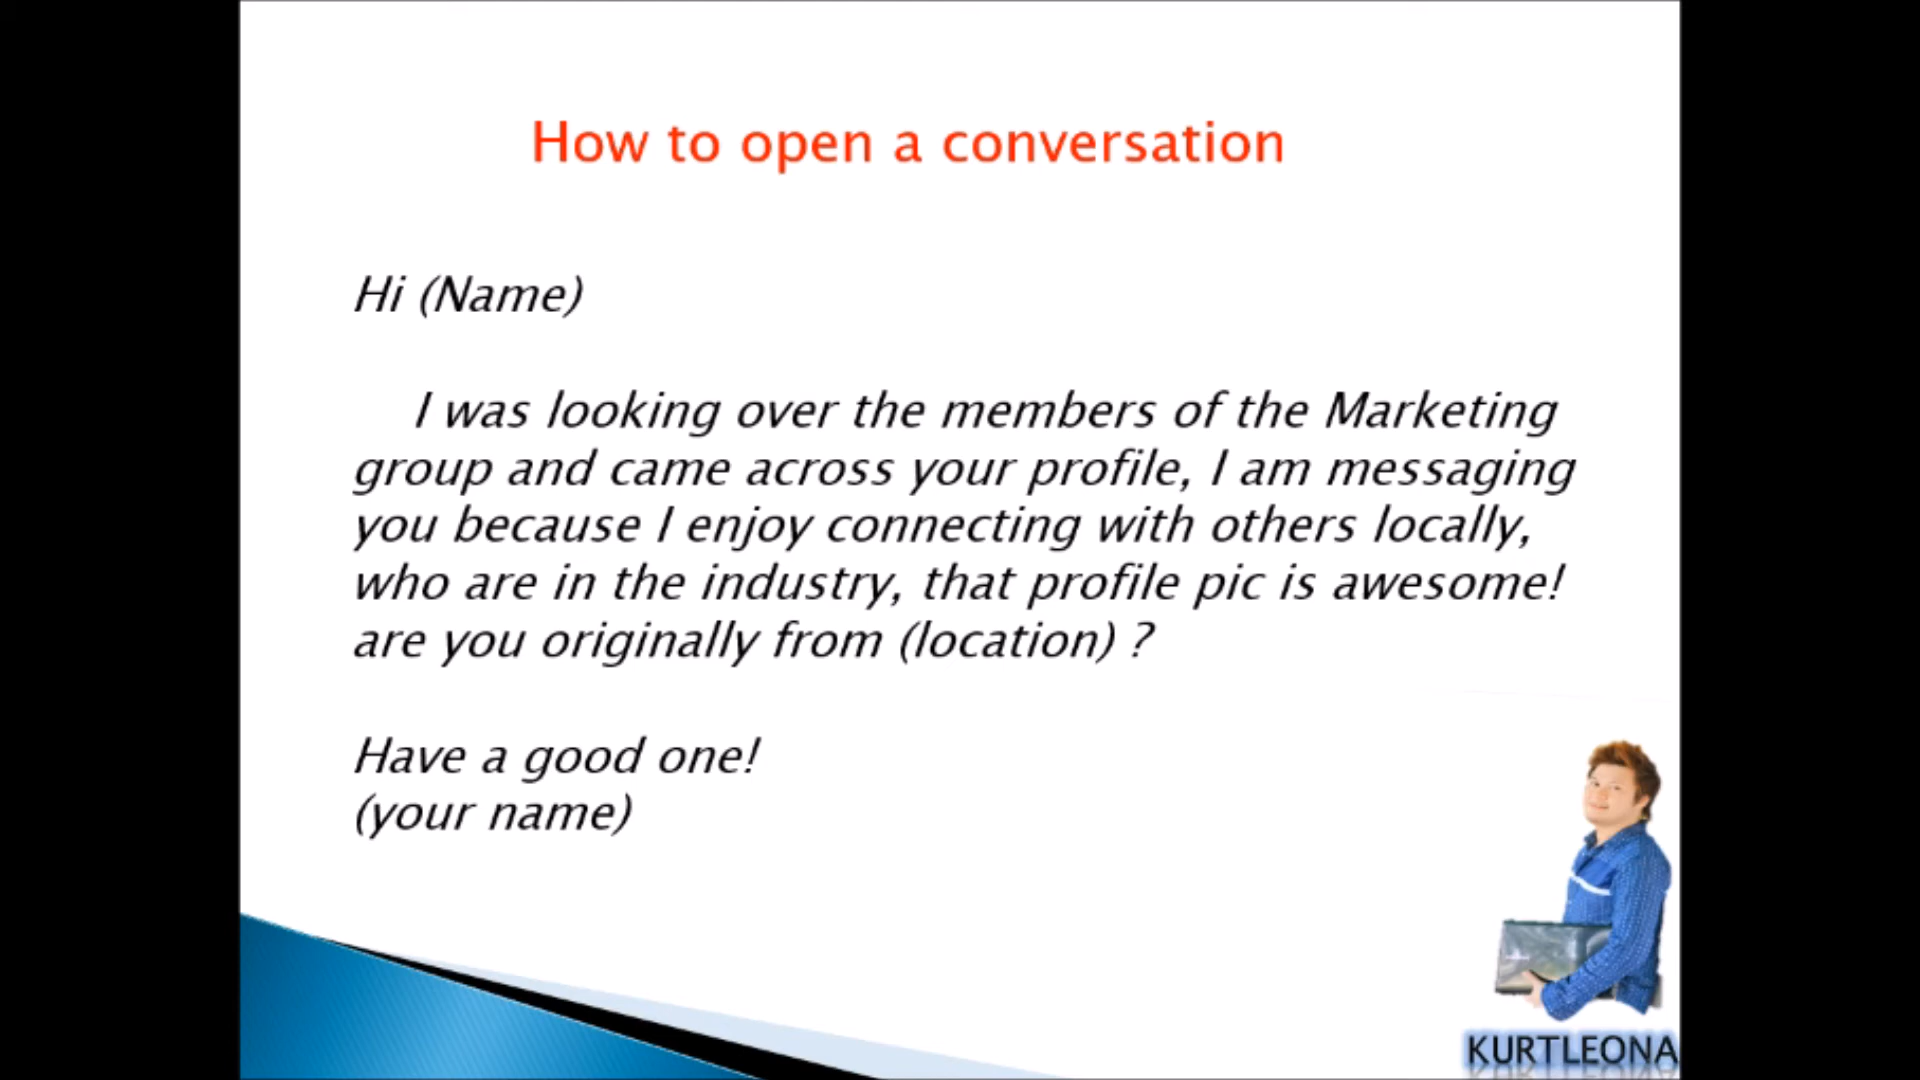 How to open a conversation
Hi (Name)
I was looking over the members of the Marketing
group and came across your profile, I am messaging
you because I enjoy connecting with others locally,
who are in the industry, that profile pic is awesome!
are you originally from (location) ?
Have a good one!
(your name)
KURTLEONA